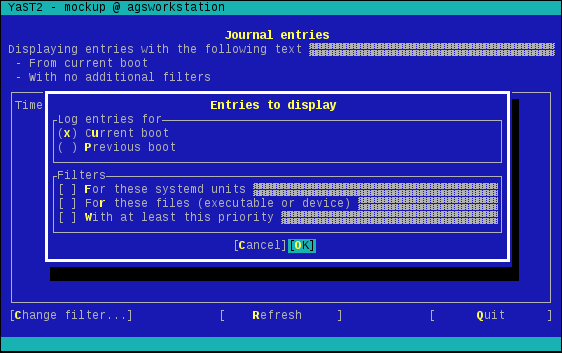 YaST2 - mockup @ agsworkstation
Journal entries
Displaying entries with the following text
- From current boot
- With no additional filters
Time
Entries to display
Log entries for
(x) Current boot
( ) Previous boot
Filters
[ ] For these systemd units
[ ] For these files (executable or device)
[ ] With at least this priority
[Cancel][OK]
[Change filter...] [ Refresh ] [ Quit ]